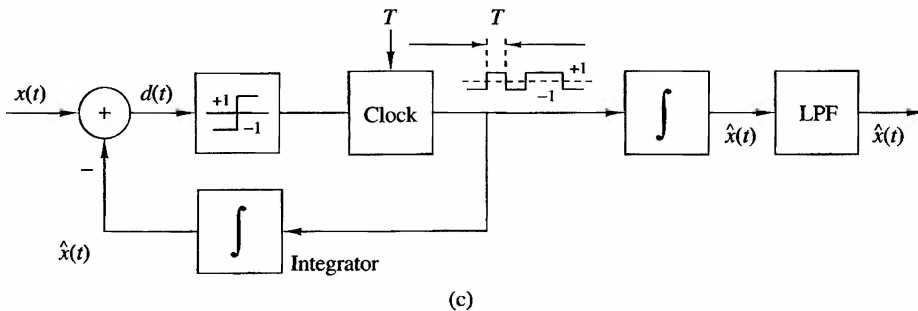 T
T
+1
−1
x(t)
d(t)
+
+1
−1
Clock
∫
x̂(t)
LPF
x̂(t)
−
x̂(t)
∫
Integrator
(c)